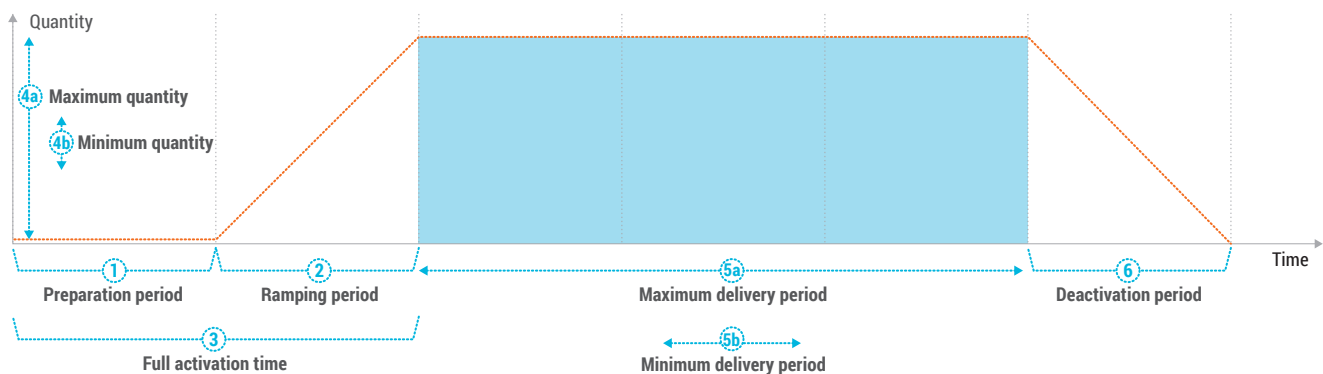 Quantity
4a Maximum quantity
4b Minimum quantity
Time
1
2
5a
6
Preparation period
Ramping period
Maximum delivery period
Deactivation period
3
5b
Full activation time
Minimum delivery period